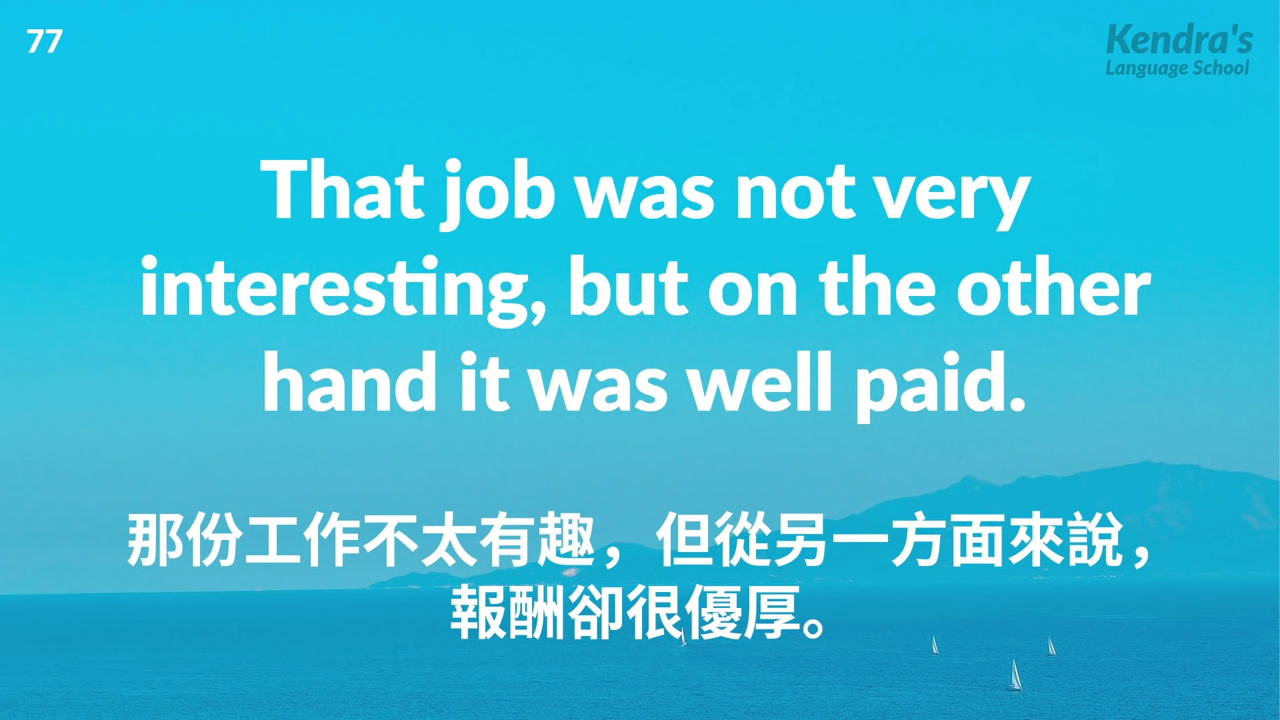 77
Kendra's
Language School
That job was not very
interesting, but on the other
hand it was well paid.
那份工作不太有趣，但從另一方面來說，
報酬卻很優厚。